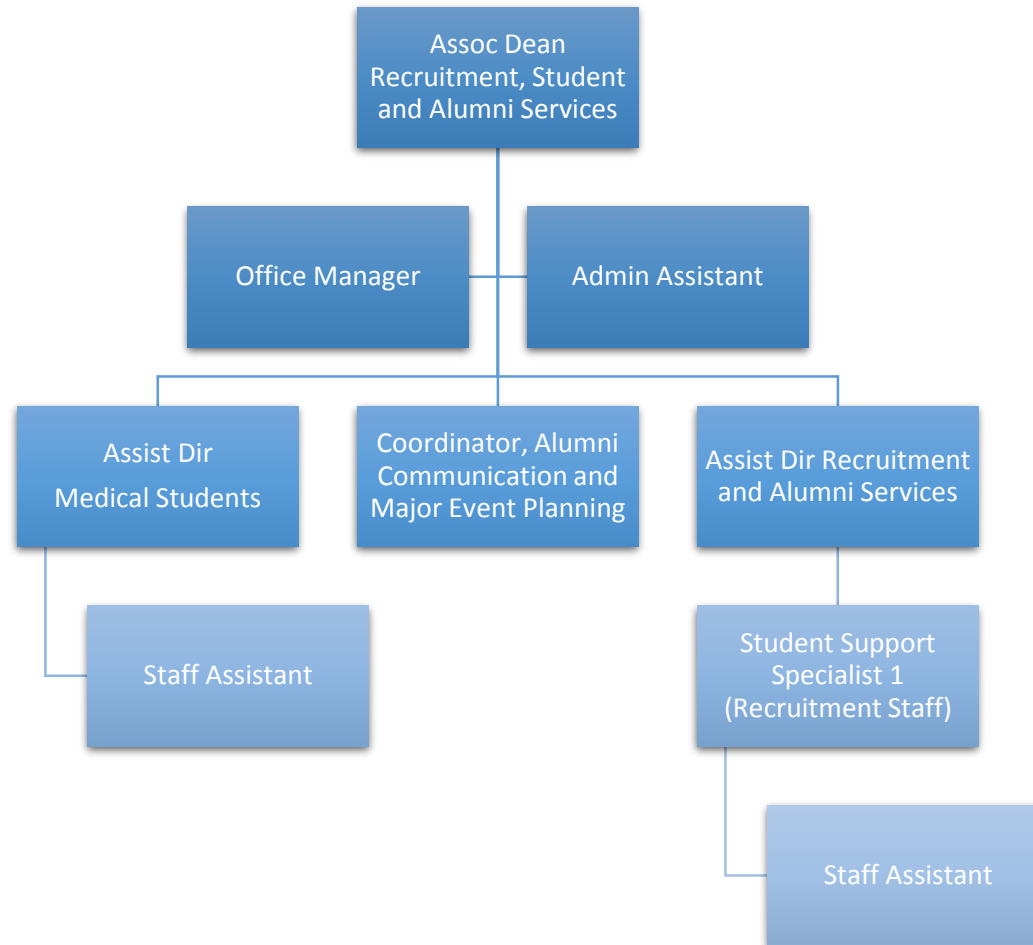 Assoc Dean
Recruitment, Student
and Alumni Services
Office Manager
Admin Assistant
Assist Dir
Medical Students
Coordinator, Alumni
Communication and
Major Event Planning
Assist Dir Recruitment
and Alumni Services
Staff Assistant
Student Support
Specialist 1
(Recruitment Staff)
Staff Assistant